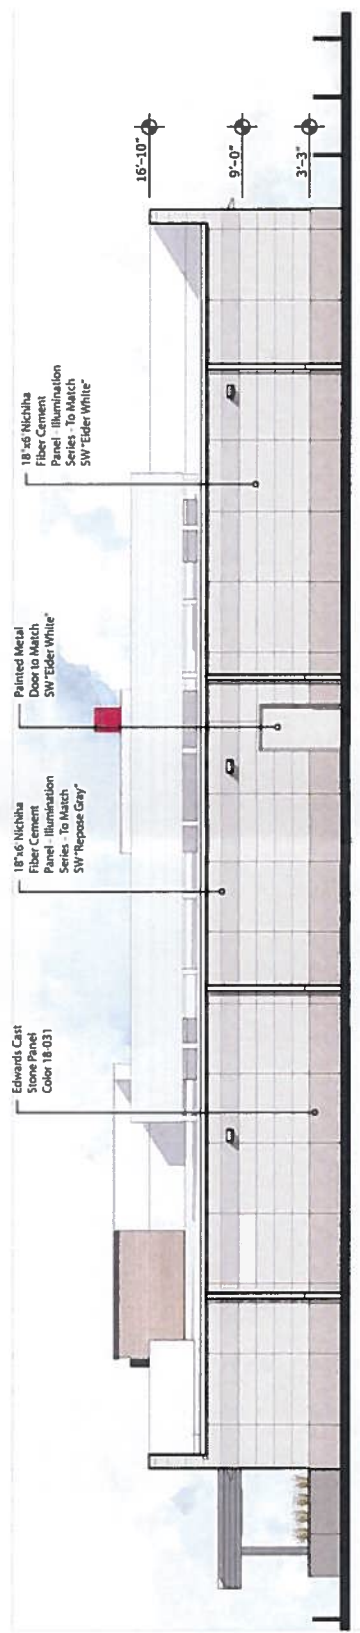 Edwards Cast
Stone Panel
Color 18-031
18"x6' Nichiha
Fiber Cement
Panel - Illumination
Series - To Match
SW "Repose Gray"
Painted Metal
Door to Match
SW "Eider White"
18"x6' Nichiha
Fiber Cement
Panel - Illumination
Series - To Match
SW "Eider White"
16'-10"
9'-0"
3'-3"